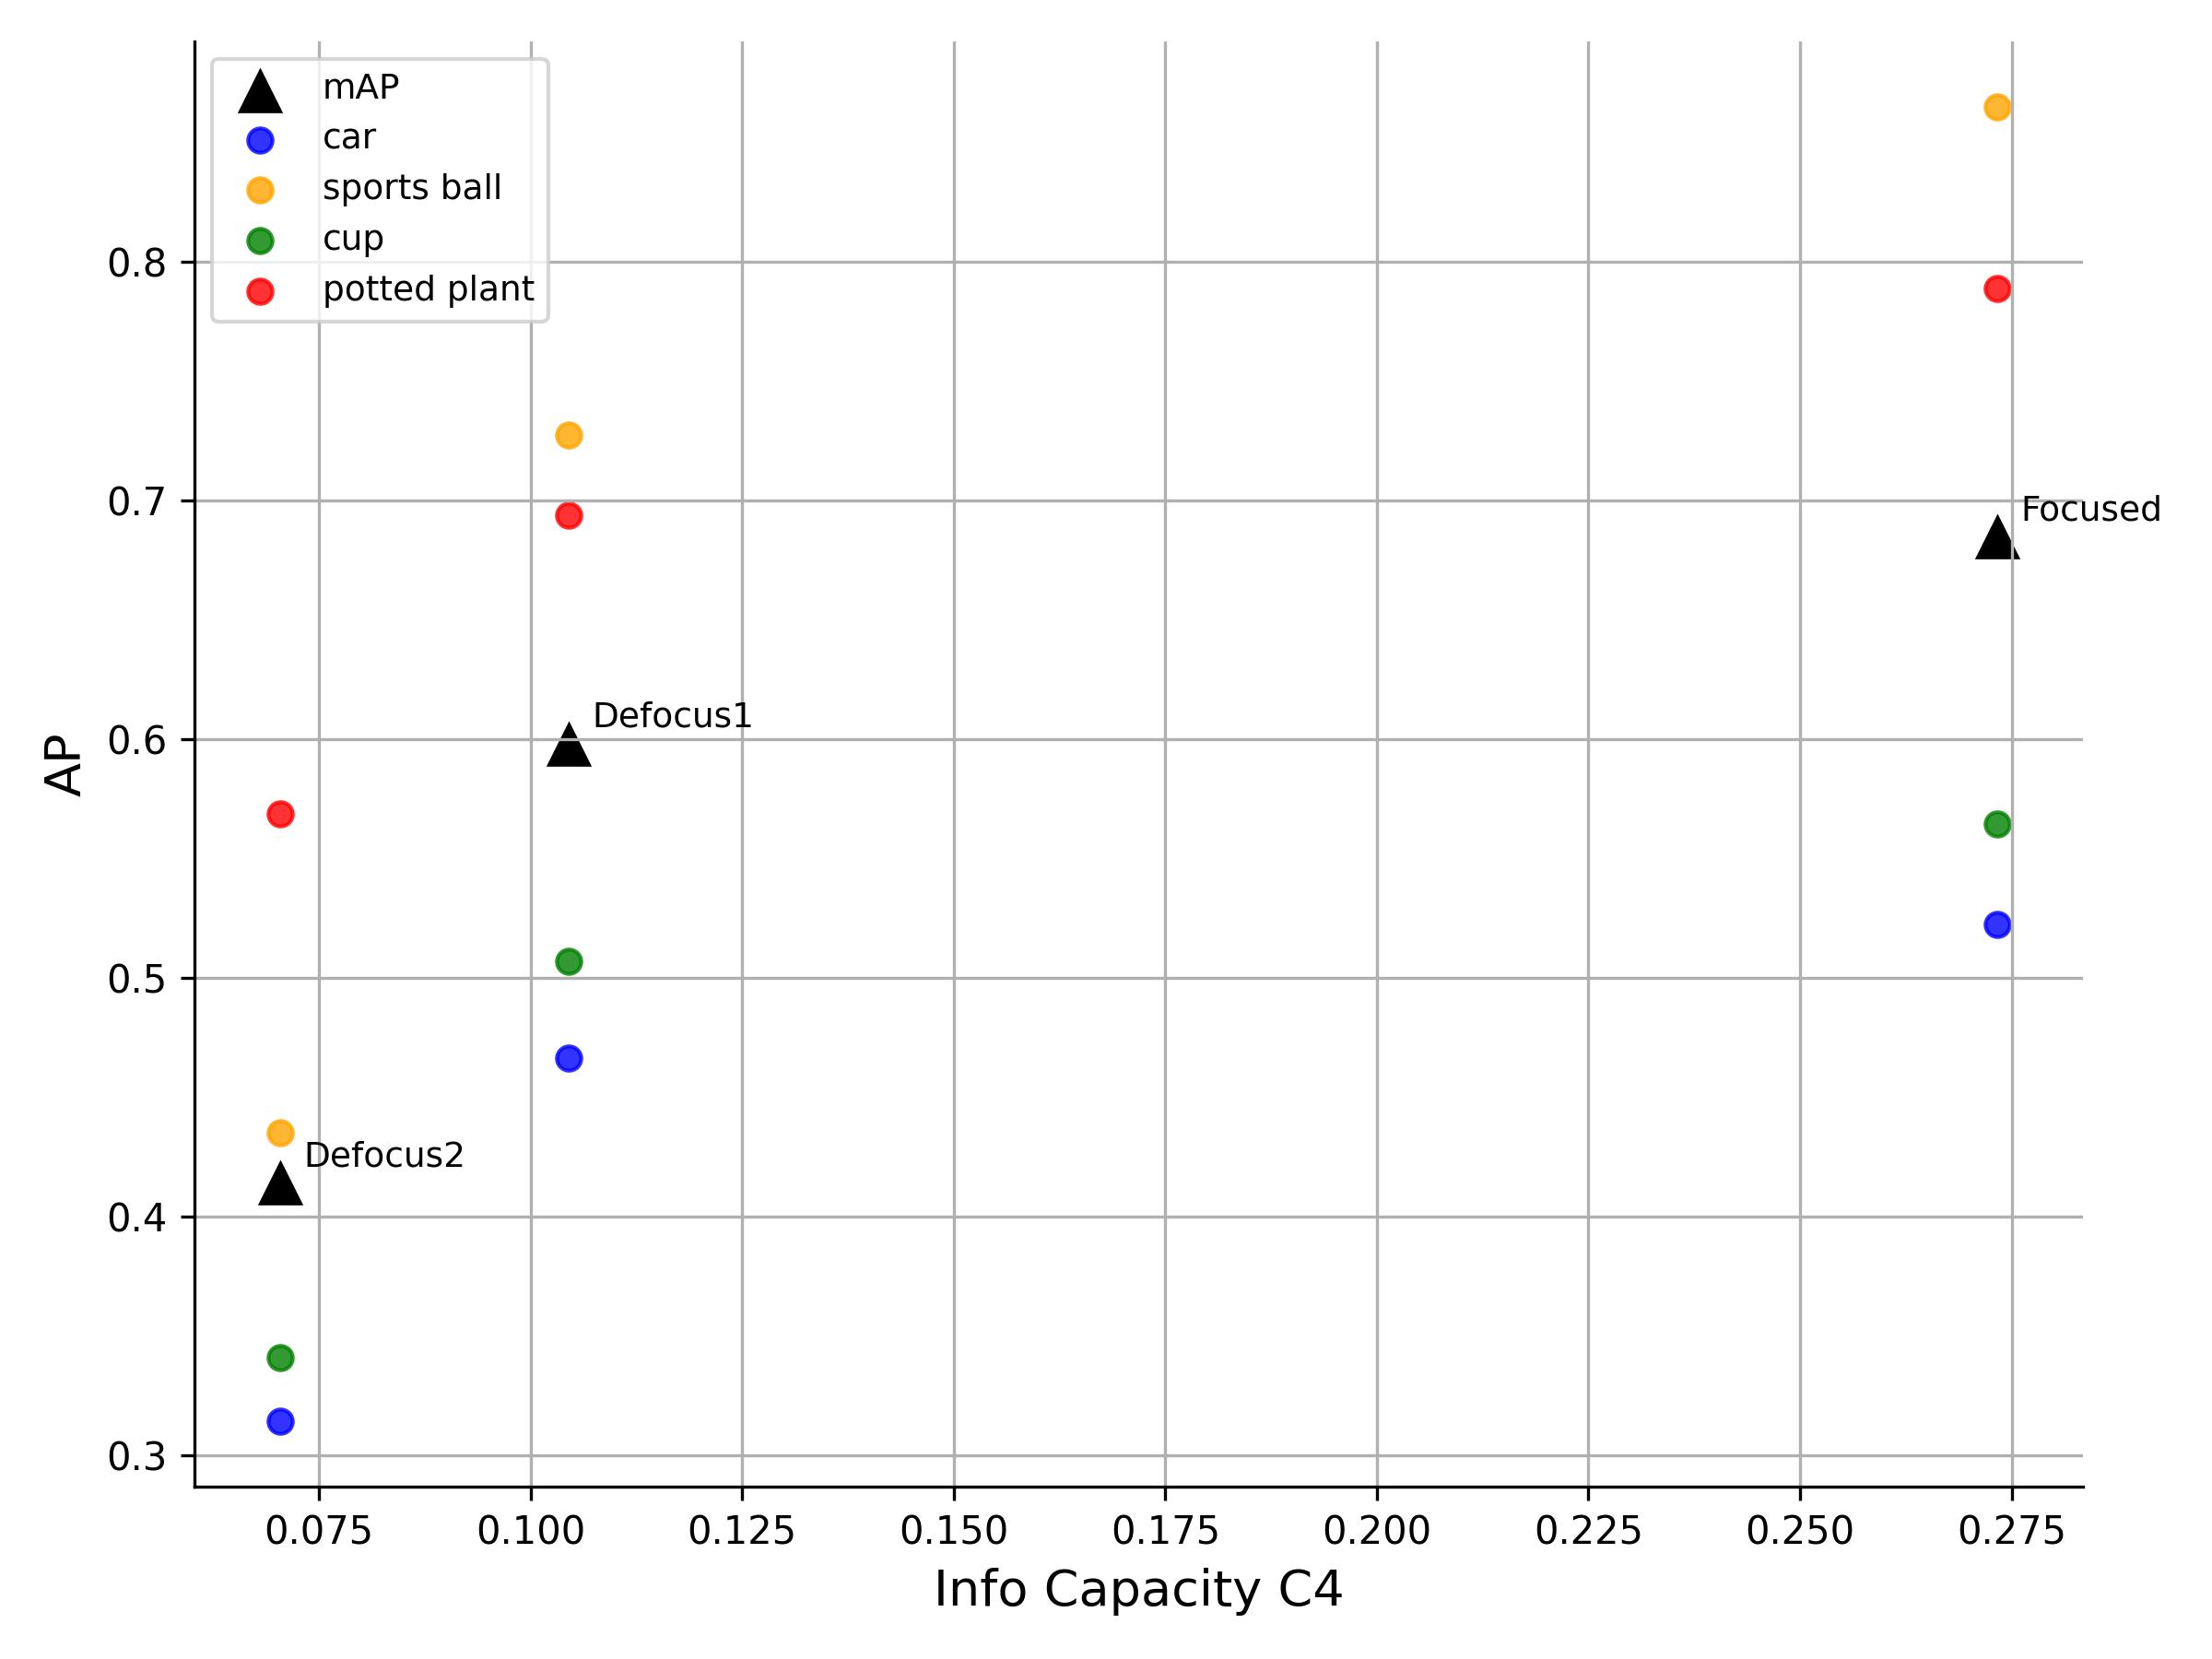 mAP
car
sports ball
cup
potted plant
0.8
0.7
0.6
0.5
0.4
0.3
AP
Focused
Defocus1
Defocus2
0.075 0.100 0.125 0.150 0.175 0.200 0.225 0.250 0.275
Info Capacity C4